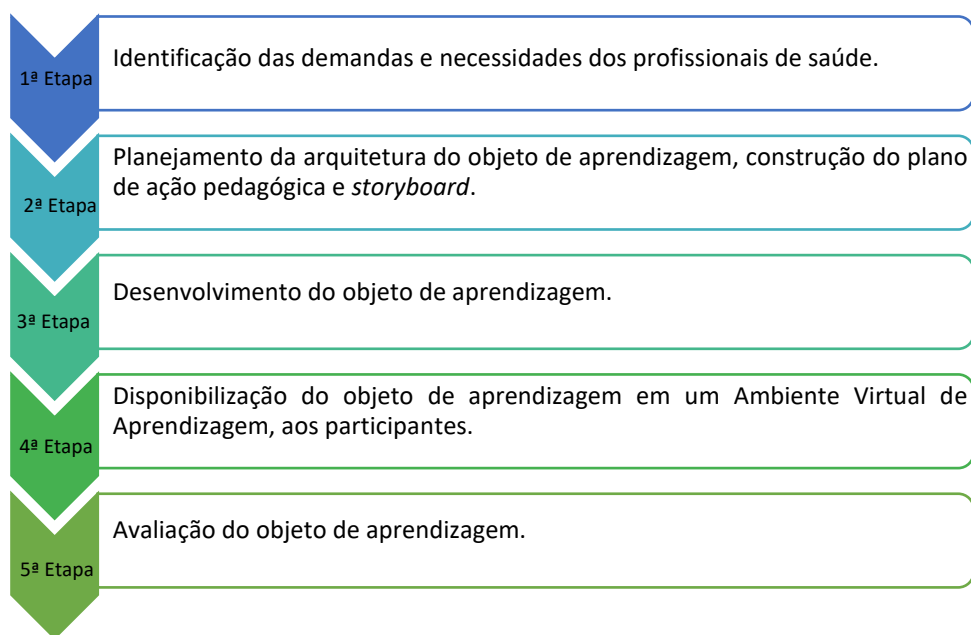 1ª Etapa
Identificação das demandas e necessidades dos profissionais de saúde.
2ª Etapa
Planejamento da arquitetura do objeto de aprendizagem, construção do plano
de ação pedagógica e storyboard.
3ª Etapa
Desenvolvimento do objeto de aprendizagem.
4ª Etapa
Disponibilização do objeto de aprendizagem em um Ambiente Virtual de
Aprendizagem, aos participantes.
5ª Etapa
Avaliação do objeto de aprendizagem.